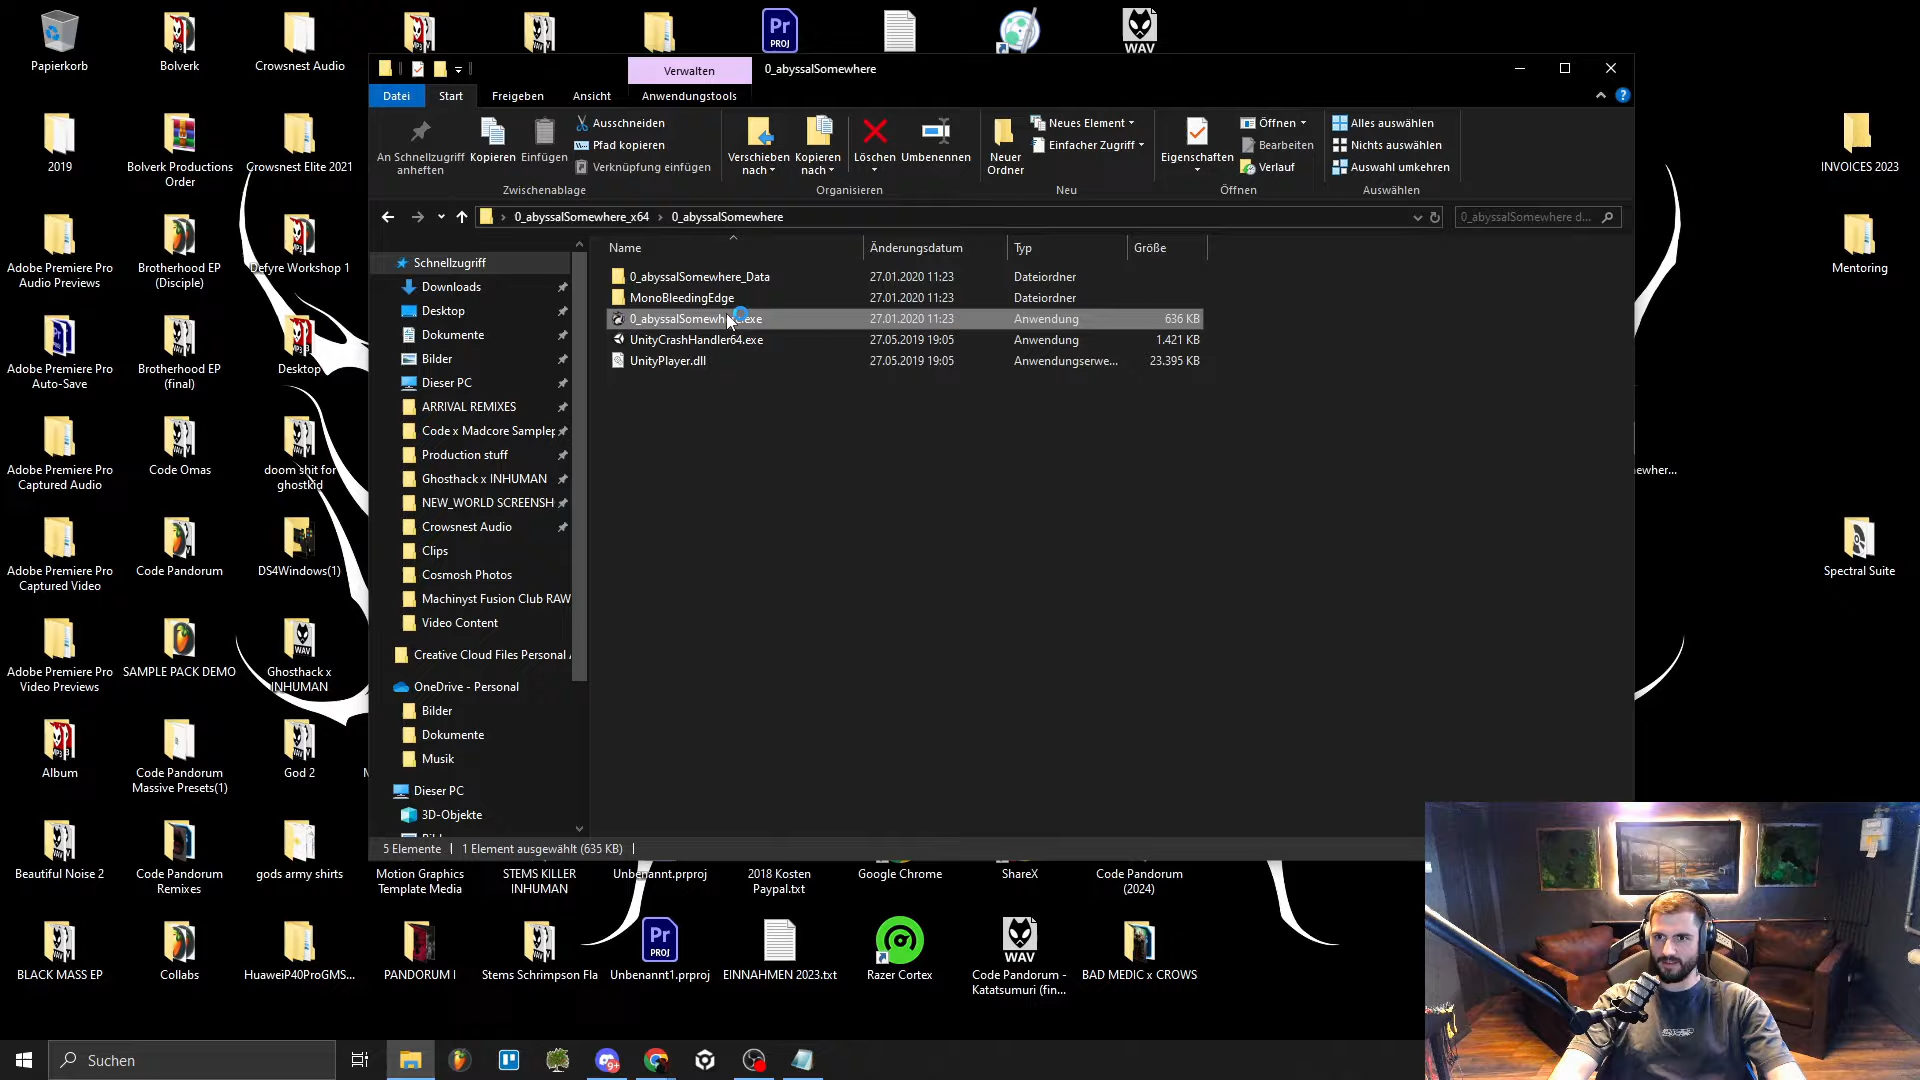 Papierkorb
Bolverk
Crowsnest Audio
PROJ
WAV
Verwalten
0_abyssalSomewhere
Datei
Start
Freigeben
Ansicht
Anwendungstools
An Schnellzugriff anheften
Kopieren
Einfügen
Ausschneiden
Pfad kopieren
Verknüpfung einfügen
Zwischenablage
Verschieben nach
Kopieren nach
Löschen
Umbenennen
Organisieren
Neuer Ordner
Neues Element
Einfacher Zugriff
Neu
Eigenschaften
Öffnen
Bearbeiten
Verlauf
Öffnen
Alles auswählen
Nichts auswählen
Auswahl umkehren
Auswählen
0_abyssalSomewhere_x64
0_abyssalSomewhere
0_abyssalSomewhere d...
Name
Änderungsdatum
Typ
Größe
0_abyssalSomewhere_Data 27.01.2020 11:23 Dateiordner
MonoBleedingEdge 27.01.2020 11:23 Dateiordner
27.01.2020 11:23 Anwendung 636 KB
UnityCrashHandler64.exe 27.05.2019 19:05 Anwendung 1.421 KB
UnityPlayer.dll 27.05.2019 19:05 Anwendungserwe... 23.395 KB
Schnellzugriff
Downloads
Desktop
Dokumente
Bilder
Dieser PC
ARRIVAL REMIXES
Code x Madcore Samplep
Production stuff
Ghosthack x INHUMAN
NEW_WORLD SCREENSH
Crowsnest Audio
Clips
Cosmosh Photos
Machinyst Fusion Club RAW
Video Content
Creative Cloud Files Personal
OneDrive - Personal
Bilder
Dokumente
Musik
Dieser PC
3D-Objekte
5 Elemente
1 Element ausgewählt (635 KB)
2019
Bolverk Productions Order
Crowsnest Elite 2021
Adobe Premiere Pro Audio Previews
Brotherhood EP (Disciple)
Defyre Workshop 1
Adobe Premiere Pro Auto-Save
Brotherhood EP (final)
Desktop
Adobe Premiere Pro Captured Audio
Code Omas
doom shit for ghostkid
Adobe Premiere Pro Captured Video
Code Pandorum
DS4Windows(1)
Adobe Premiere Pro Video Previews
SAMPLE PACK DEMO
Ghosthack x INHUMAN
Album
Code Pandorum Massive Presets(1)
God 2
Beautiful Noise 2
Code Pandorum Remixes
gods army shirts
Motion Graphics Template Media
STEMS KILLER INHUMAN
Unbenannt.prproj
2018 Kosten Paypal.txt
Google Chrome
ShareX
Code Pandorum (2024)
BLACK MASS EP
Collabs
HuaweiP40ProGMS...
PANDORUM I
Stems Schrimpson Fla
Unbenannt1.prproj
EINNAHMEN 2023.txt
Razer Cortex
Code Pandorum - Katatsumuri (fin...
BAD MEDIC x CROWS
INVOICES 2023
Mentoring
ewher...
Spectral Suite
Suchen